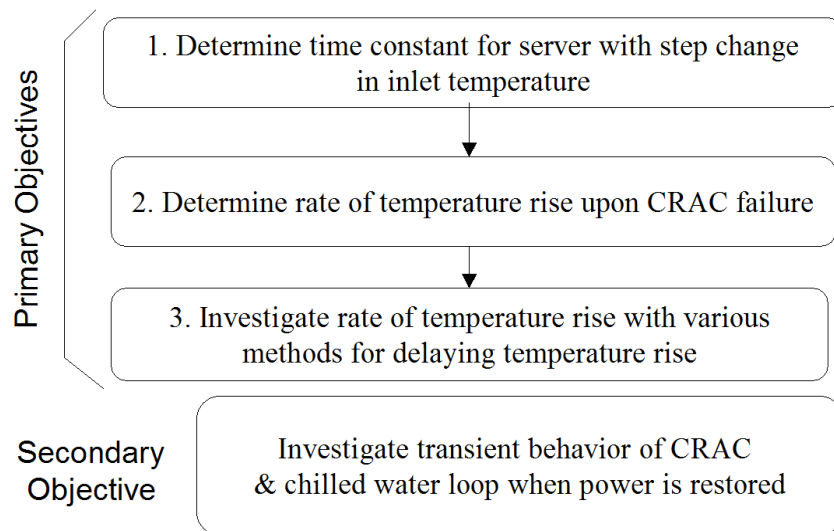 Primary Objectives
1. Determine time constant for server with step change
in inlet temperature
2. Determine rate of temperature rise upon CRAC failure
3. Investigate rate of temperature rise with various
methods for delaying temperature rise
Secondary
Objective
Investigate transient behavior of CRAC
& chilled water loop when power is restored